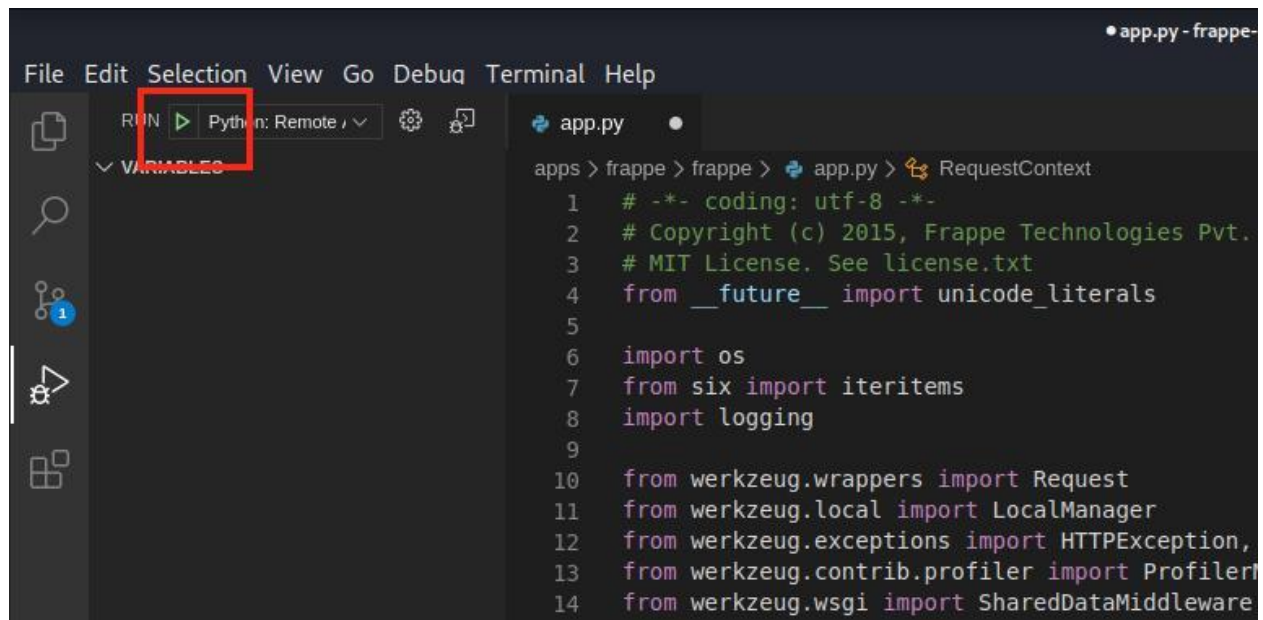 ● app.py - frappe-
File Edit Selection View Go Debug Terminal Help
RUN Python: Remote
app.py ●
VARIABLES
apps > frappe > frappe > app.py > RequestContext
1 # -*- coding: utf-8 -*-
2 # Copyright (c) 2015, Frappe Technologies Pvt.
3 # MIT License. See license.txt
4 from __future__ import unicode_literals
5
6 import os
7 from six import iteritems
8 import logging
9
10 from werkzeug.wrappers import Request
11 from werkzeug.local import LocalManager
12 from werkzeug.exceptions import HTTPException,
13 from werkzeug.contrib.profiler import Profiler
14 from werkzeug.wsgi import SharedDataMiddleware
1